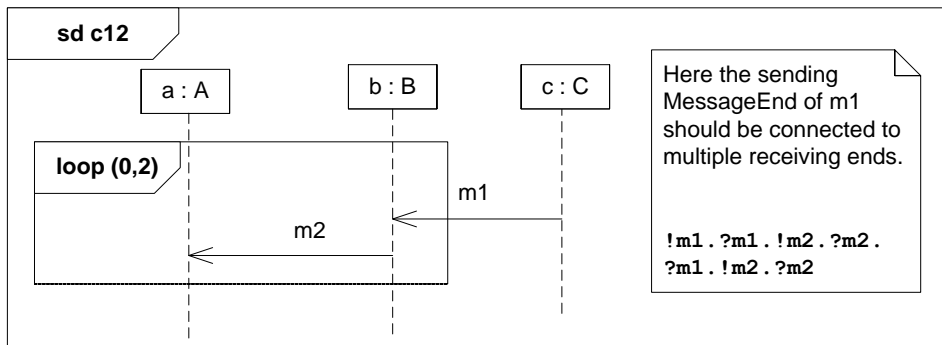 sd c12
a : A
b : B
c : C
loop (0,2)
m1
m2
Here the sending
MessageEnd of m1
should be connected to
multiple receiving ends.
!m1.?m1.!m2.?m2.
?m1.!m2.?m2